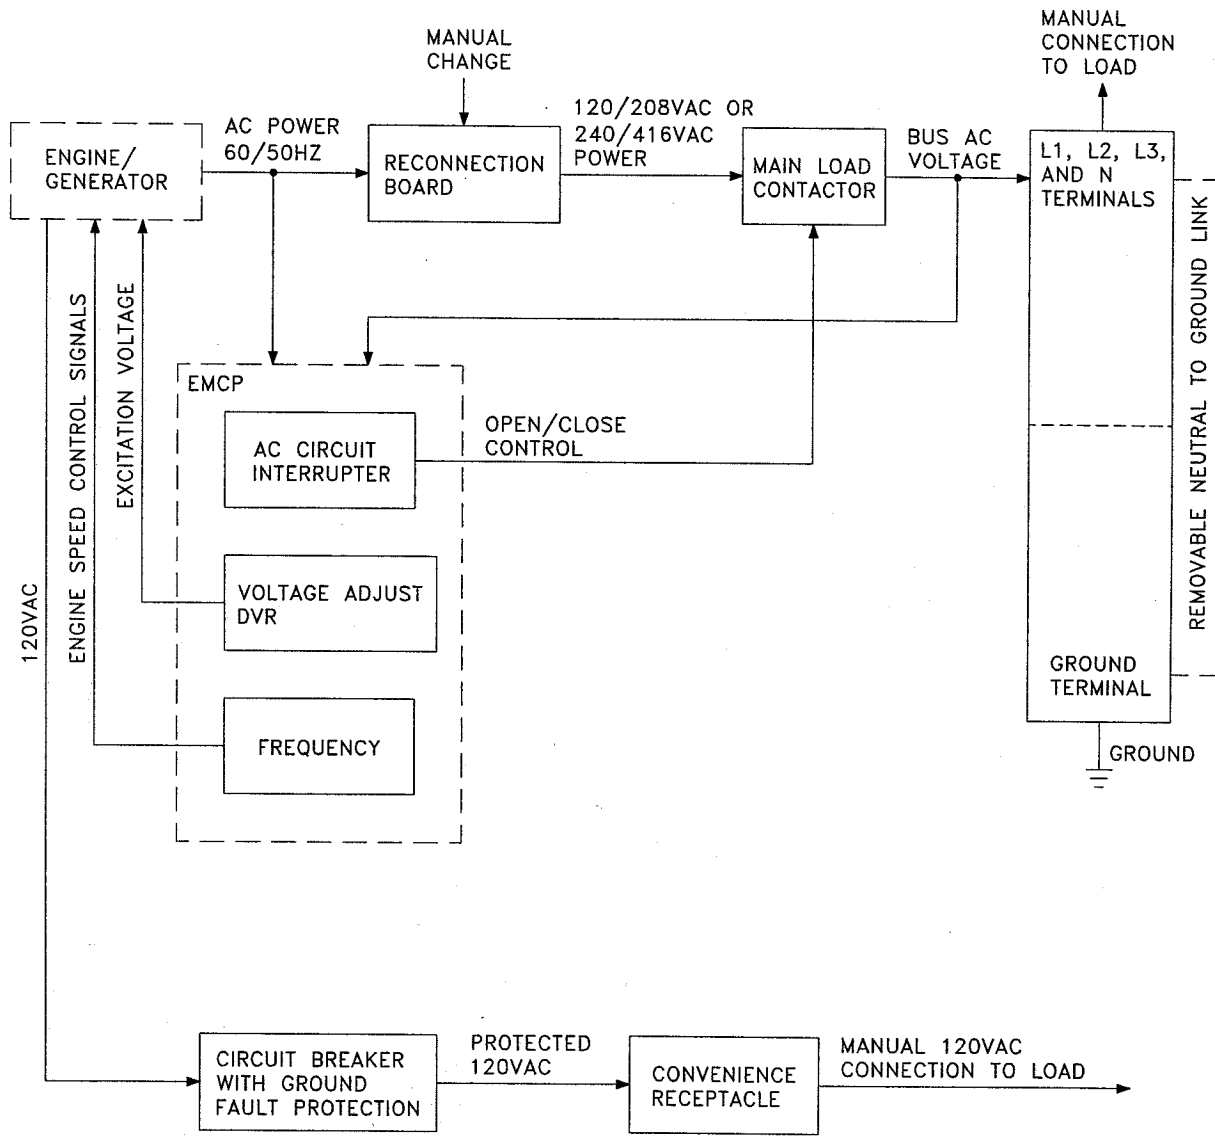 MANUAL
CHANGE
MANUAL
CONNECTION
TO LOAD
ENGINE/
GENERATOR
AC POWER
60/50HZ
RECONNECTION
BOARD
120/208VAC OR
240/416VAC
POWER
MAIN LOAD
CONTACTOR
BUS AC
VOLTAGE
L1, L2, L3,
AND N
TERMINALS
REMOVABLE NEUTRAL TO GROUND LINK
120VAC
ENGINE SPEED CONTROL SIGNALS
EXCITATION VOLTAGE
EMCP
AC CIRCUIT
INTERRUPTER
OPEN/CLOSE
CONTROL
VOLTAGE ADJUST
DVR
FREQUENCY
GROUND
TERMINAL
GROUND
CIRCUIT BREAKER
WITH GROUND
FAULT PROTECTION
PROTECTED
120VAC
CONVENIENCE
RECEPTACLE
MANUAL 120VAC
CONNECTION TO LOAD